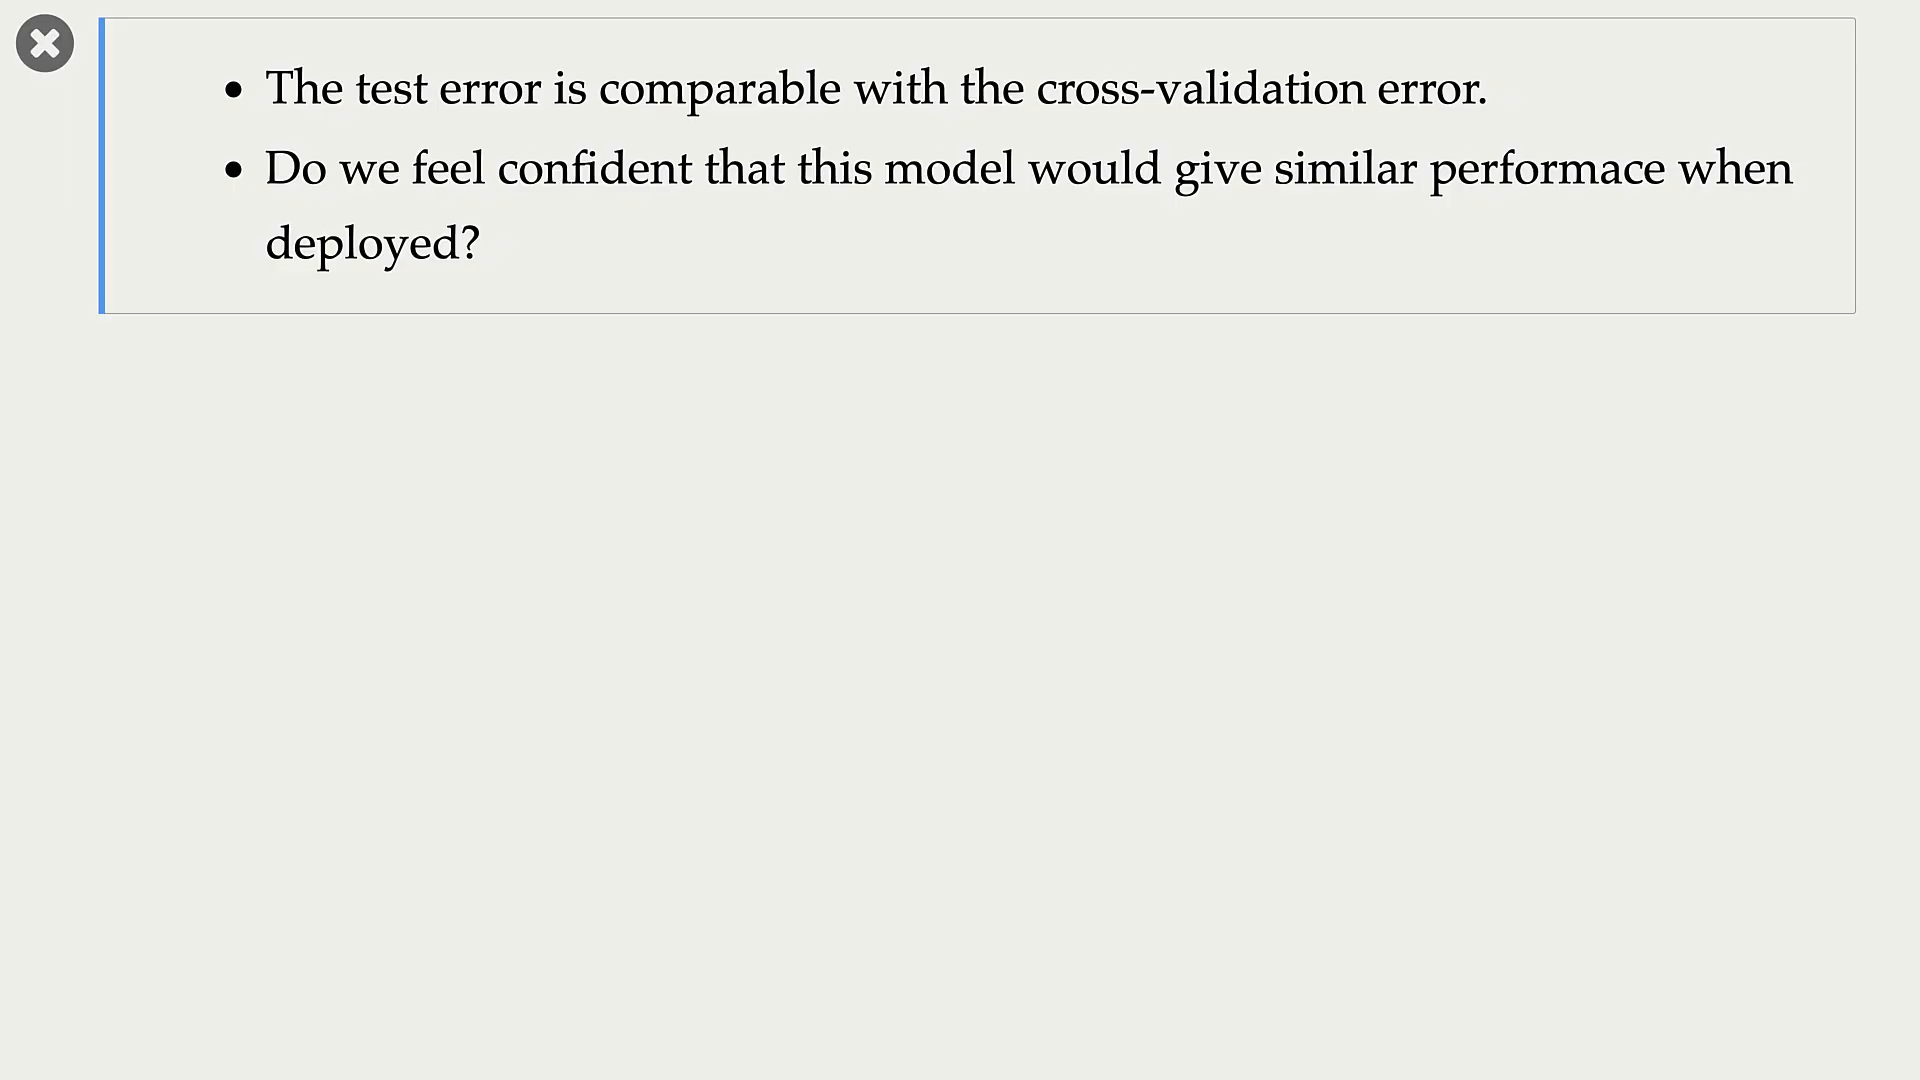 • The test error is comparable with the cross-validation error.
• Do we feel confident that this model would give similar performace when
deployed?